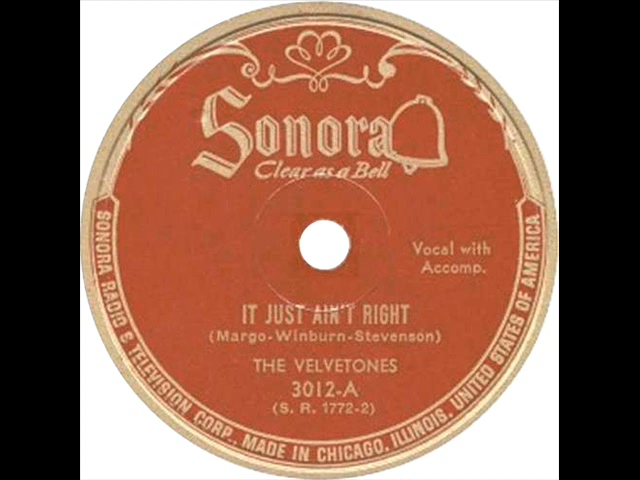 Sonora
Clear as a Bell
Vocal with
Accomp.
IT JUST AIN'T RIGHT
(Margo-Winburn-Stevenson)
THE VELVETONES
3012-A
(S. R. 1772-2)
SONORA RADIO & TELEVISION CORP., MADE IN CHICAGO, ILLINOIS, UNITED STATES OF AMERICA